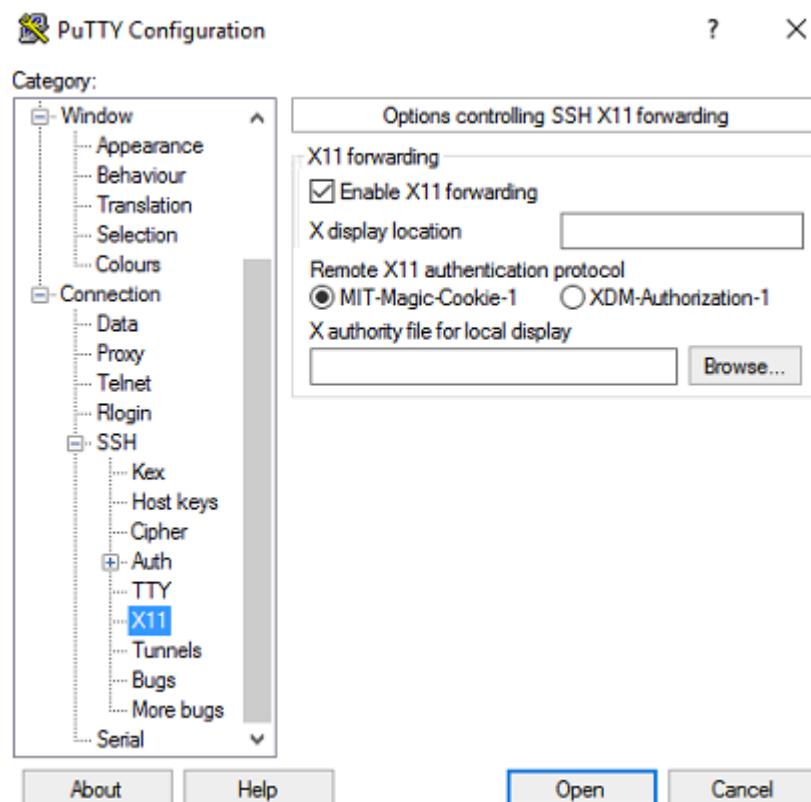 PuTTY Configuration
?
Category:
Window
Appearance
Behaviour
Translation
Selection
Colours
Connection
Data
Proxy
Telnet
Rlogin
SSH
Kex
Host keys
Cipher
Auth
TTY
X11
Tunnels
Bugs
More bugs
Serial
Options controlling SSH X11 forwarding
X11 forwarding
Enable X11 forwarding
X display location
Remote X11 authentication protocol
MIT-Magic-Cookie-1 XDM-Authorization-1
X authority file for local display
Browse...
About Help Open Cancel